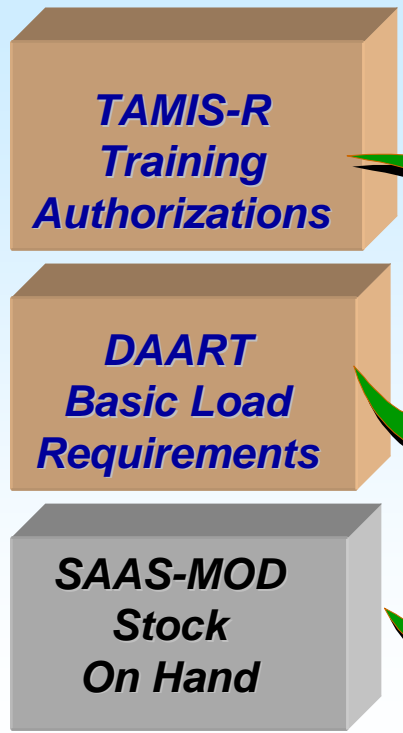 TAMIS-R
Training
Authorizations
DAART
Basic Load
Requirements
SAAS-MOD
Stock
On Hand